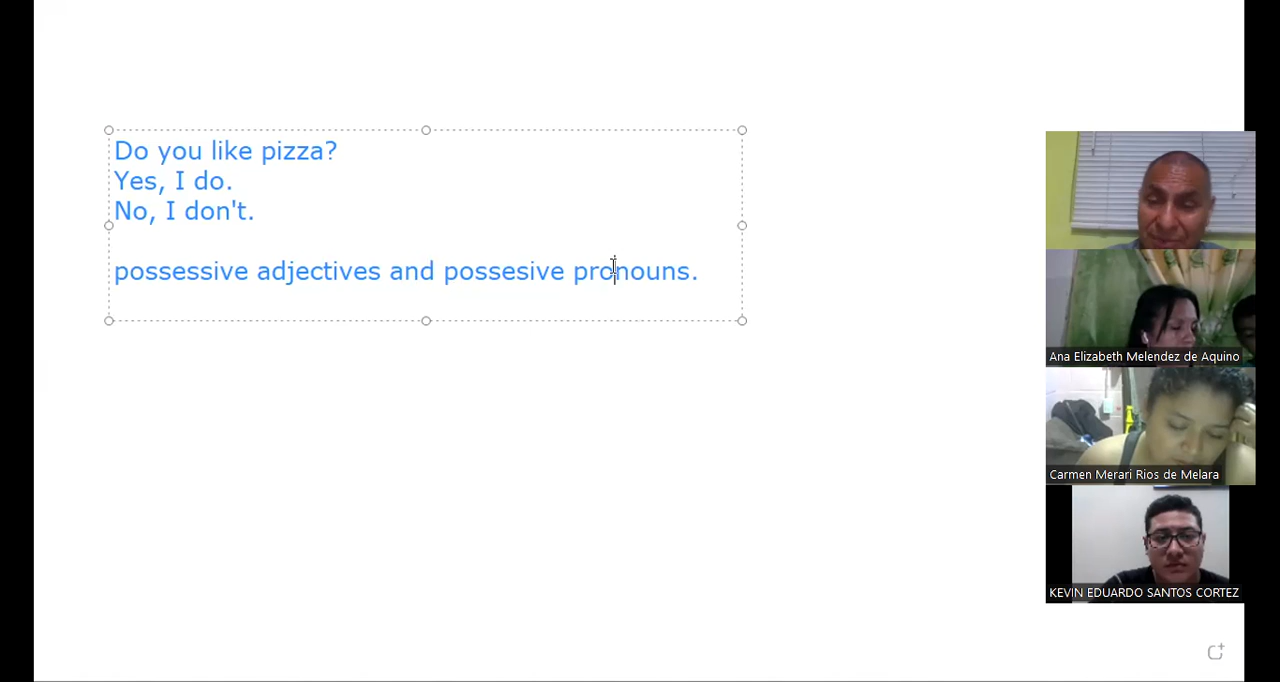 Do you like pizza?
Yes, I do.
No, I don't.
possessive adjectives and possesive pronouns.
Ana Elizabeth Melendez de Aquino
Carmen Merari Rios de Melara
KEVIN EDUARDO SANTOS CORTEZ